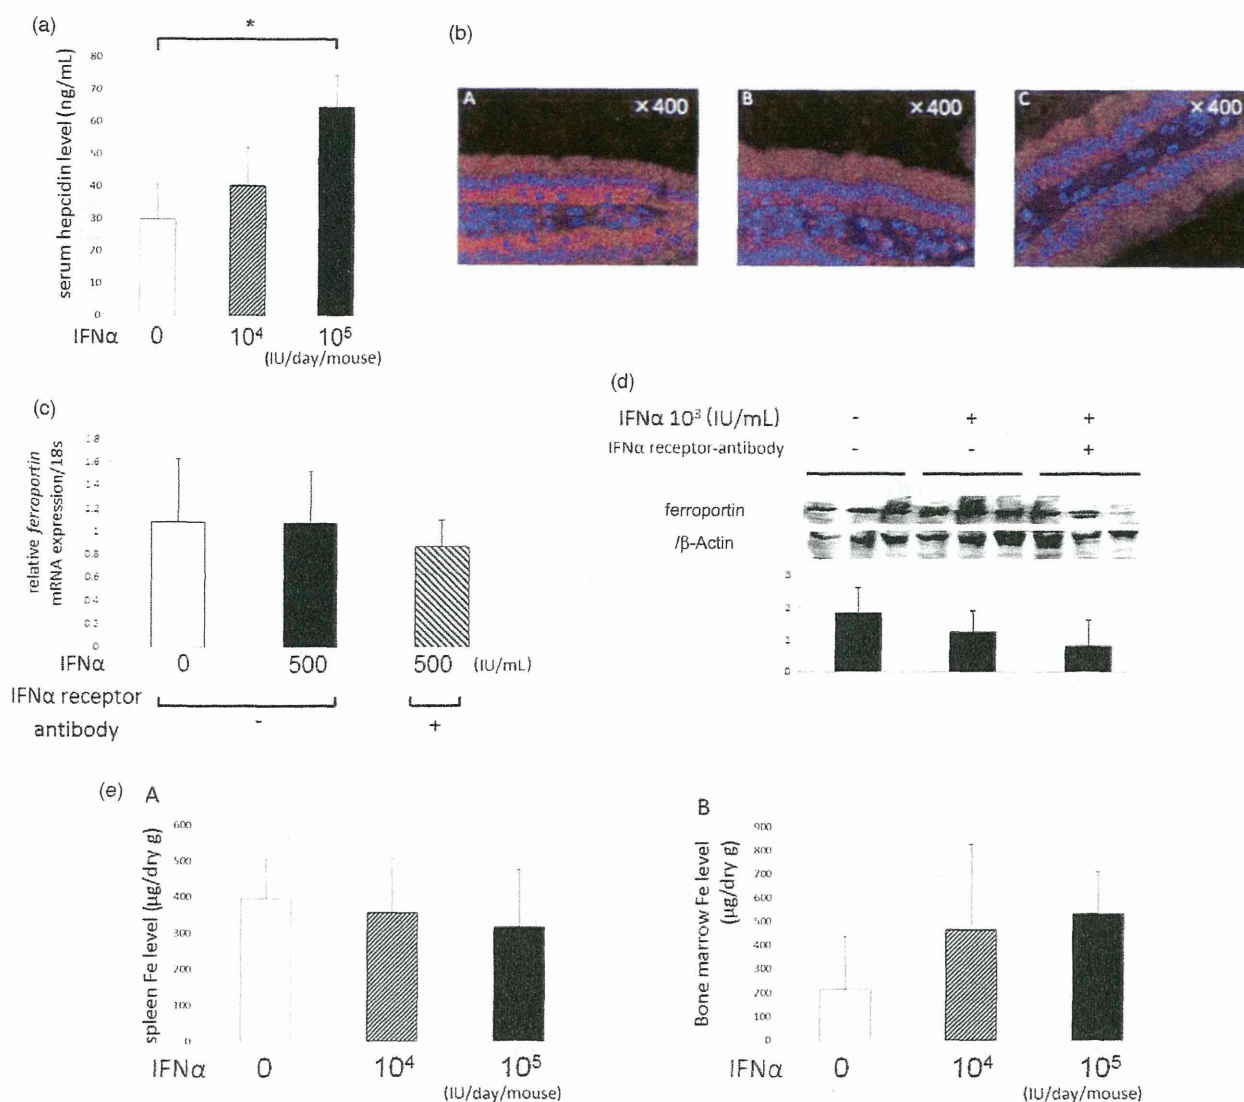 (a)
*
serum hepcidin level (ng/mL)
80
70
60
50
40
30
20
10
0
IFNα 0 10⁴ 10⁵
(IU/day/mouse)
(b)
A ×400
B ×400
C ×400
(c)
relative ferroportin
mRNA expression/18s
1.8
1.6
1.4
1.2
1
0.8
0.6
0.4
0.2
0
IFNα 0 500 500 (IU/mL)
IFNα receptor
antibody - +
(d)
IFNα 10³ (IU/mL) - + +
IFNα receptor-antibody - - +
ferroportin
/β-Actin
3
2
1
0
(e)
A
spleen Fe level (μg/dry g)
600
500
400
300
200
100
0
IFNα 0 10⁴ 10⁵
(IU/day/mouse)
B
Bone marrow Fe level
(μg/dry g)
900
800
700
600
500
400
300
200
100
0
IFNα 0 10⁴ 10⁵
(IU/day/mouse)